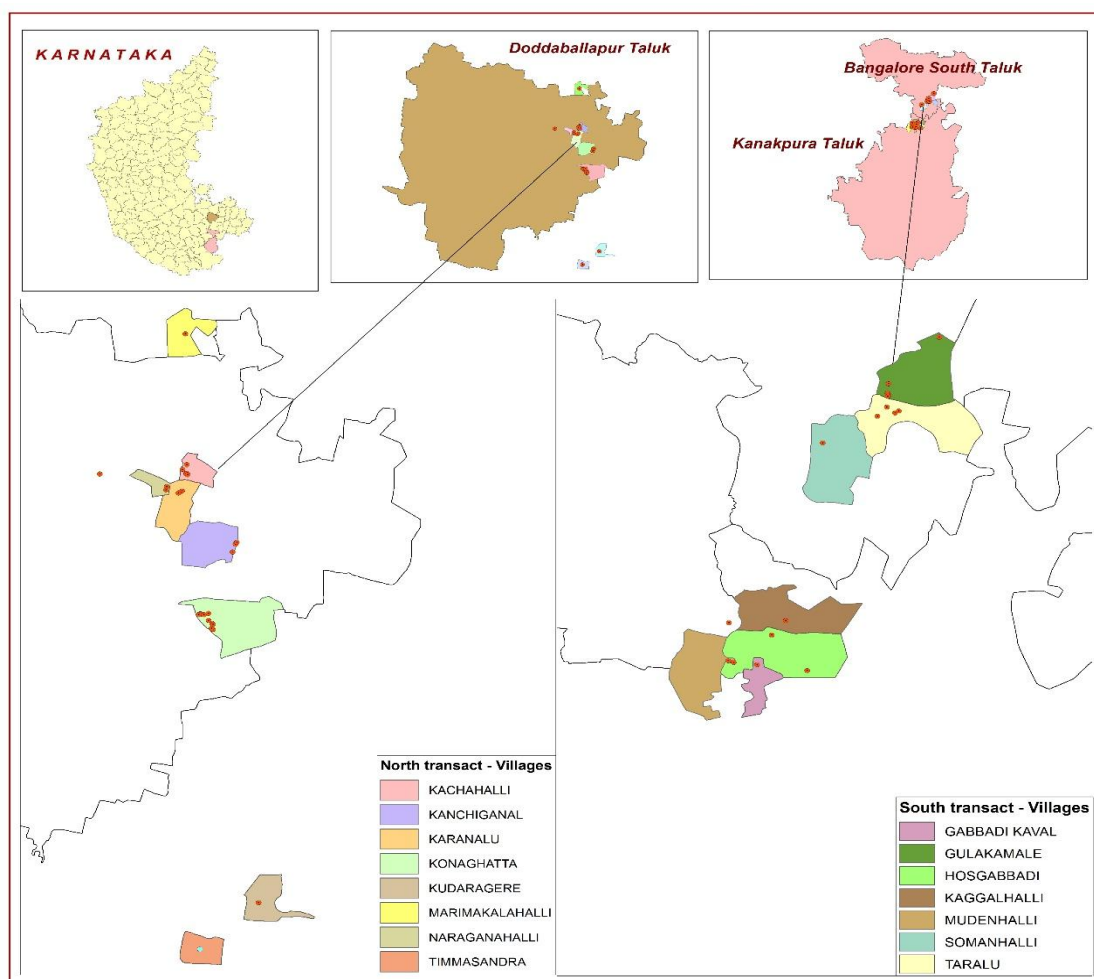 KARNATAKA
Doddaballapur Taluk
Bangalore South Taluk
Kanakpura Taluk
North transact - Villages
KACHAHALLI
KANCHIGANAL
KARANALU
KONAGHATTA
KUDARAGERE
MARIMAKALAHALLI
NARAGANAHALLI
TIMMASANDRA
South transact - Villages
GABBADI KAVAL
GULAKAMALE
HOSGABBADI
KAGGALHALLI
MUDENHALLI
SOMANHALLI
TARALU